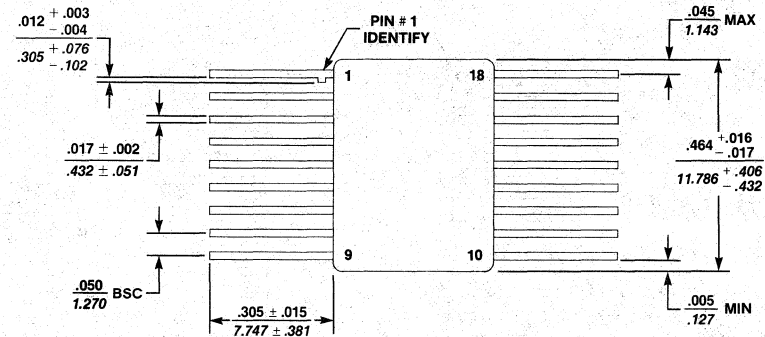 .012 + .003
- .004
.305 + .076
- .102
PIN # 1
IDENTIFY
.045
1.143 MAX
1
18
.017 ± .002
.432 ± .051
.464 + .016
- .017
11.786 + .406
- .432
9
10
.050
1.270 BSC
.305 ± .015
7.747 ± .381
.005
.127 MIN